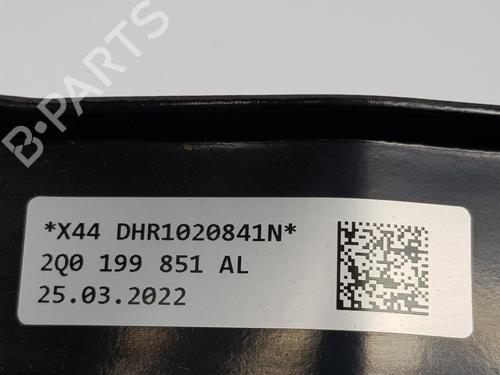 B-PARTS
*X44 DHR1020841N*
2Q0 199 851 AL
25.03.2022